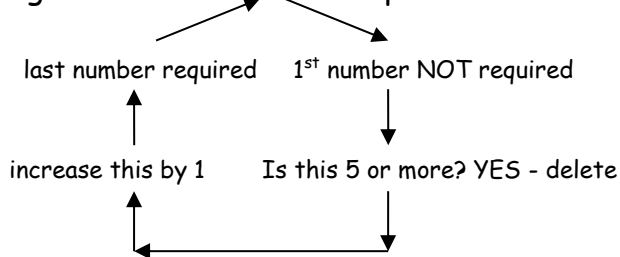 last number required 1st number NOT required
increase this by 1 Is this 5 or more? YES - delete